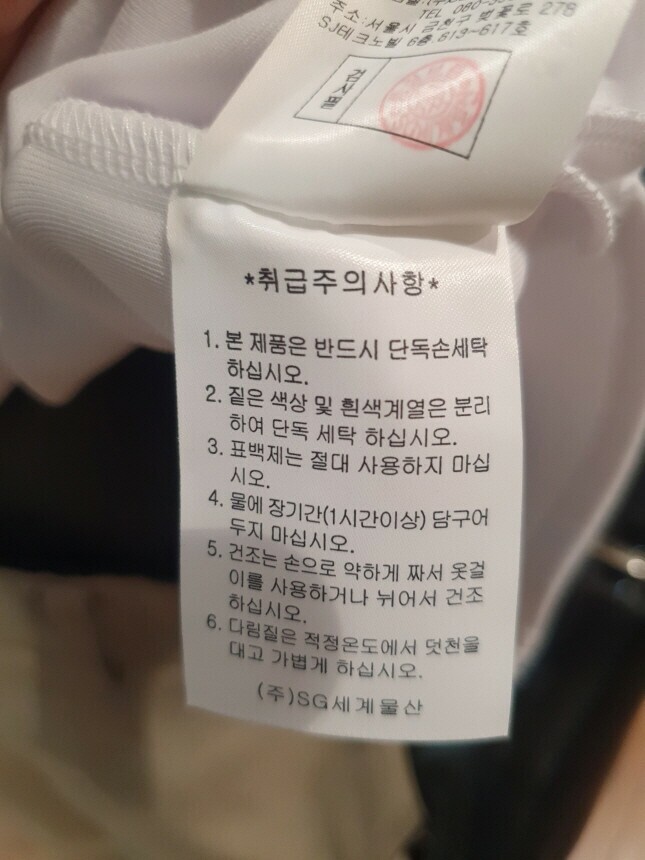 TEL 080-
주소:서울시 금천구 벚꽃로 278
SJ테크노빌 6층 613-617호
검사필
*취급주의사항*
1. 본 제품은 반드시 단독손세탁
하십시오.
2. 짙은 색상 및 흰색계열은 분리
하여 단독 세탁 하십시오.
3. 표백제는 절대 사용하지 마십
시오.
4. 물에 장기간(1시간이상) 담구어
두지 마십시오.
5. 건조는 손으로 약하게 짜서 옷걸
이를 사용하거나 뉘어서 건조
하십시오.
6. 다림질은 적정온도에서 덧천을
대고 가볍게 하십시오.
(주)SG세계물산